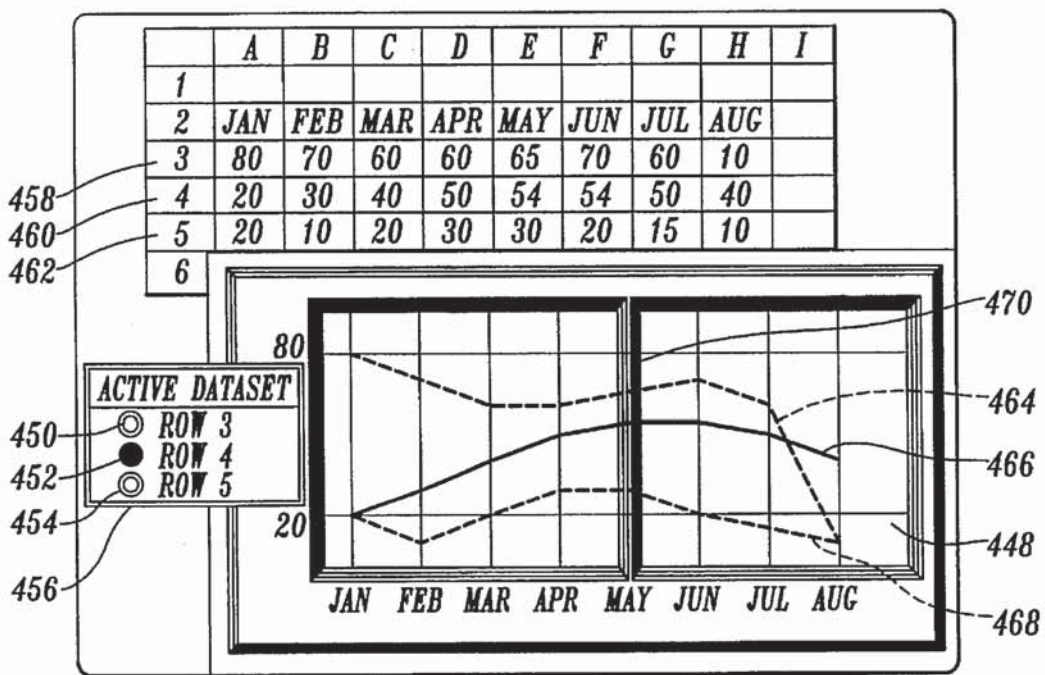 A B C D E F G H I
1
2 JAN FEB MAR APR MAY JUN JUL AUG
3 80 70 60 60 65 70 60 10
4 20 30 40 50 54 54 50 40
5 20 10 20 30 30 20 15 10
6
458
460
462
470
80
ACTIVE DATASET
450 ROW 3
452 ROW 4
454 ROW 5
456
464
466
20
448
JAN FEB MAR APR MAY JUN JUL AUG
468